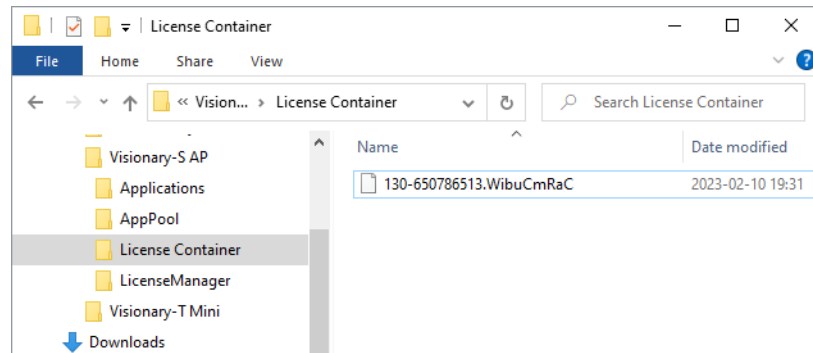 License Container
File Home Share View
« Vision... › License Container
Search License Container
Name
Date modified
Visionary-S AP
130-650786513.WibuCmRaC
2023-02-10 19:31
Applications
AppPool
License Container
LicenseManager
Visionary-T Mini
Downloads